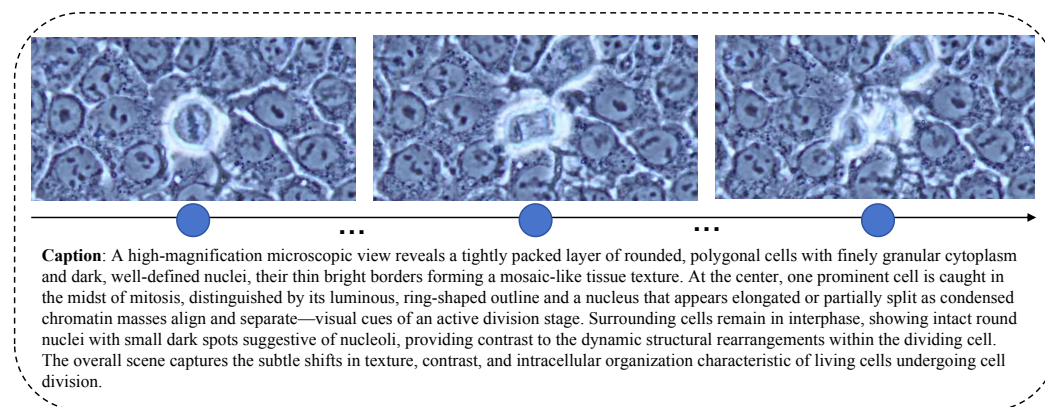 ... ...
Caption: A high-magnification microscopic view reveals a tightly packed layer of rounded, polygonal cells with finely granular cytoplasm
and dark, well-defined nuclei, their thin bright borders forming a mosaic-like tissue texture. At the center, one prominent cell is caught in
the midst of mitosis, distinguished by its luminous, ring-shaped outline and a nucleus that appears elongated or partially split as condensed
chromatin masses align and separate—visual cues of an active division stage. Surrounding cells remain in interphase, showing intact round
nuclei with small dark spots suggestive of nucleoli, providing contrast to the dynamic structural rearrangements within the dividing cell.
The overall scene captures the subtle shifts in texture, contrast, and intracellular organization characteristic of living cells undergoing cell
division.